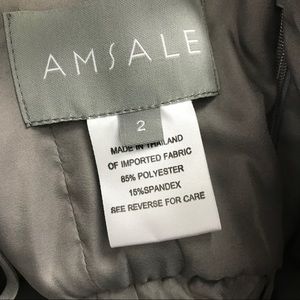 AMSALE
2
MADE IN THAILAND
OF IMPORTED FABRIC
85% POLYESTER
15%SPANDEX
SEE REVERSE FOR CARE